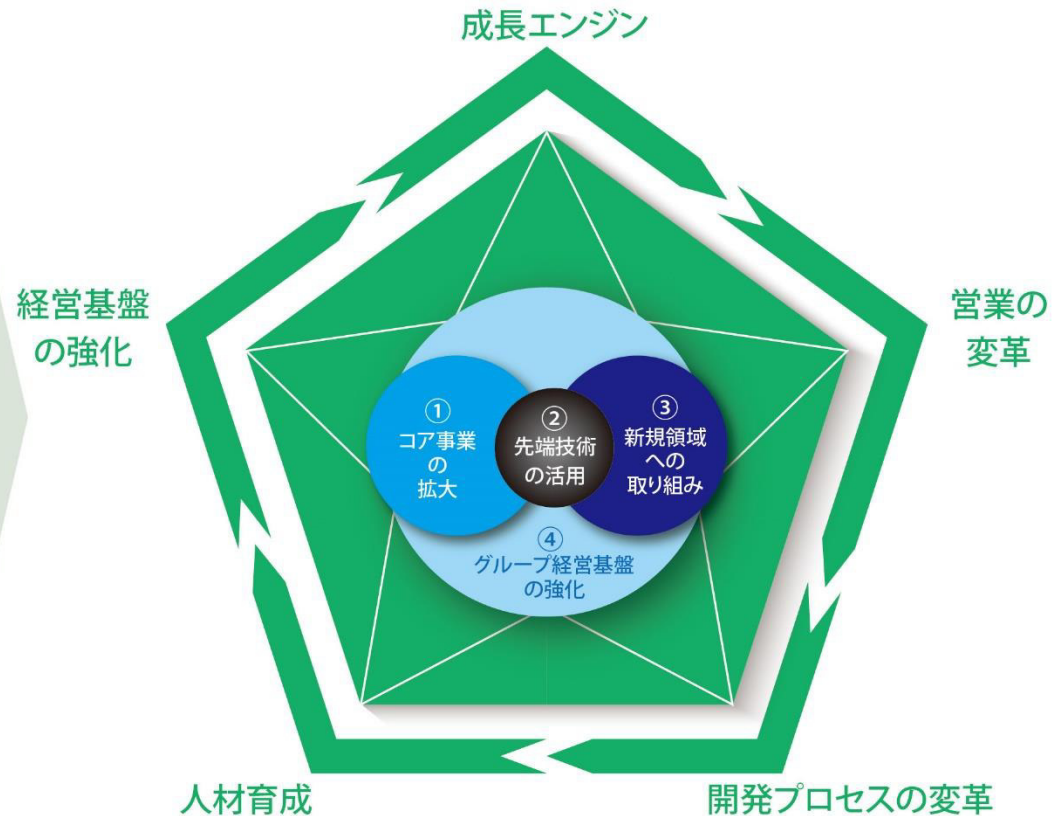 成長エンジン
経営基盤
の強化
営業の
変革
①
コア事業
の
拡大
②
先端技術
の活用
③
新規領域
への
取り組み
④
グループ経営基盤
の強化
人材育成
開発プロセスの変革